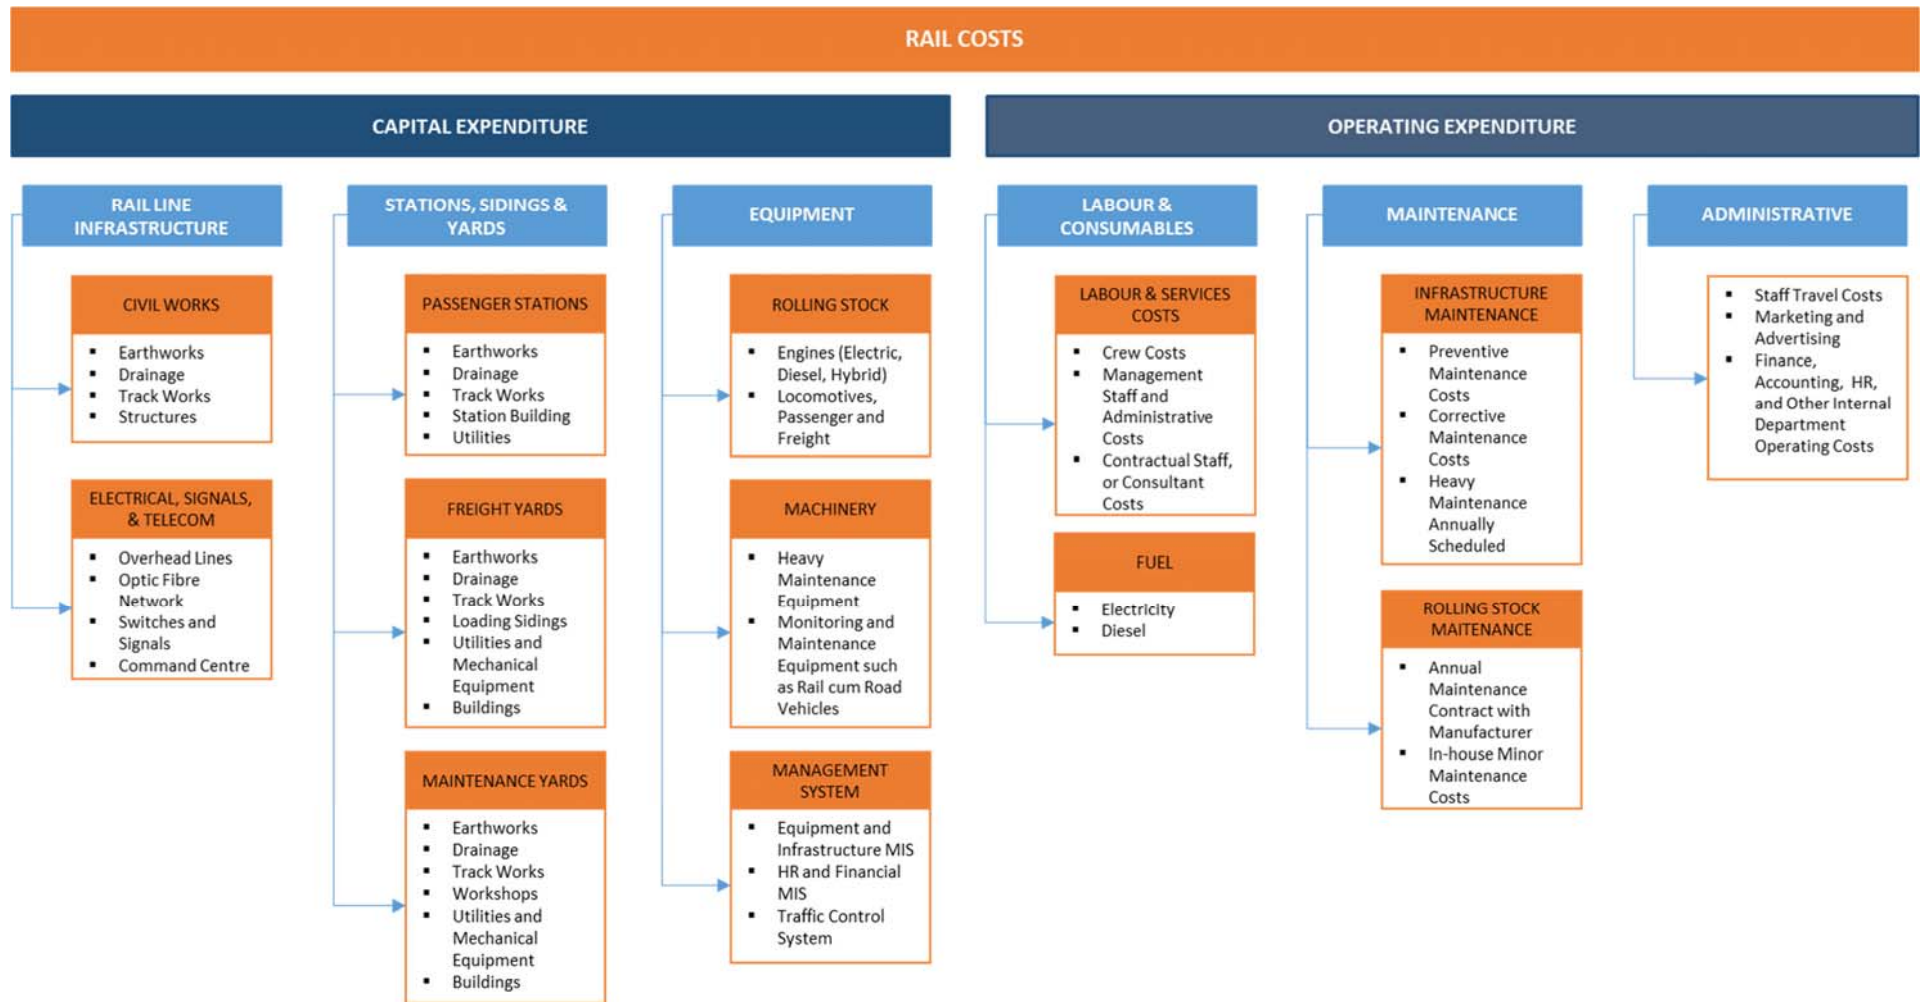 RAIL COSTS
CAPITAL EXPENDITURE
RAIL LINE
INFRASTRUCTURE
CIVIL WORKS
▪ Earthworks
▪ Drainage
▪ Track Works
▪ Structures
ELECTRICAL, SIGNALS,
& TELECOM
▪ Overhead Lines
▪ Optic Fibre
Network
▪ Switches and
Signals
▪ Command Centre
STATIONS, SIDINGS &
YARDS
PASSENGER STATIONS
▪ Earthworks
▪ Drainage
▪ Track Works
▪ Station Building
▪ Utilities
FREIGHT YARDS
▪ Earthworks
▪ Drainage
▪ Track Works
▪ Loading Sidings
▪ Utilities and
Mechanical
Equipment
▪ Buildings
MAINTENANCE YARDS
▪ Earthworks
▪ Drainage
▪ Track Works
▪ Workshops
▪ Utilities and
Mechanical
Equipment
▪ Buildings
EQUIPMENT
ROLLING STOCK
▪ Engines (Electric,
Diesel, Hybrid)
▪ Locomotives,
Passenger and
Freight
MACHINERY
▪ Heavy
Maintenance
Equipment
▪ Monitoring and
Maintenance
Equipment such
as Rail cum Road
Vehicles
MANAGEMENT
SYSTEM
▪ Equipment and
Infrastructure MIS
▪ HR and Financial
MIS
▪ Traffic Control
System
OPERATING EXPENDITURE
LABOUR &
CONSUMABLES
LABOUR & SERVICES
COSTS
▪ Crew Costs
▪ Management
Staff and
Administrative
Costs
▪ Contractual Staff,
or Consultant
Costs
FUEL
▪ Electricity
▪ Diesel
MAINTENANCE
INFRASTRUCTURE
MAINTENANCE
▪ Preventive
Maintenance
Costs
▪ Corrective
Maintenance
Costs
▪ Heavy
Maintenance
Annually
Scheduled
ROLLING STOCK
MAITENANCE
▪ Annual
Maintenance
Contract with
Manufacturer
▪ In-house Minor
Maintenance
Costs
ADMINISTRATIVE
▪ Staff Travel Costs
▪ Marketing and
Advertising
▪ Finance,
Accounting, HR,
and Other Internal
Department
Operating Costs